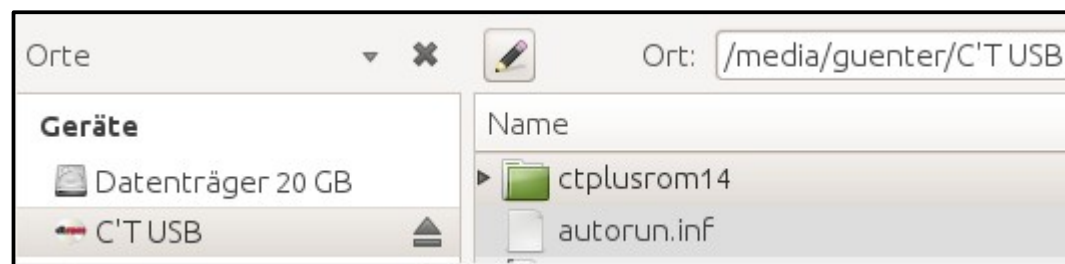 Orte
Ort: /media/guenter/C'T USB
Geräte
Name
Datenträger 20 GB
ctplusrom14
C'T USB
autorun.inf